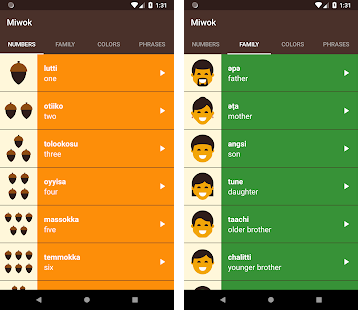 1:31
Miwok
NUMBERS FAMILY COLORS PHRASES
lutti
one
otiiko
two
tolookosu
three
oyyisa
four
massokka
five
temmokka
six
1:31
Miwok
NUMBERS FAMILY COLORS PHRASES
әpә
father
әṭa
mother
angsi
son
tune
daughter
taachi
older brother
chalitti
younger brother